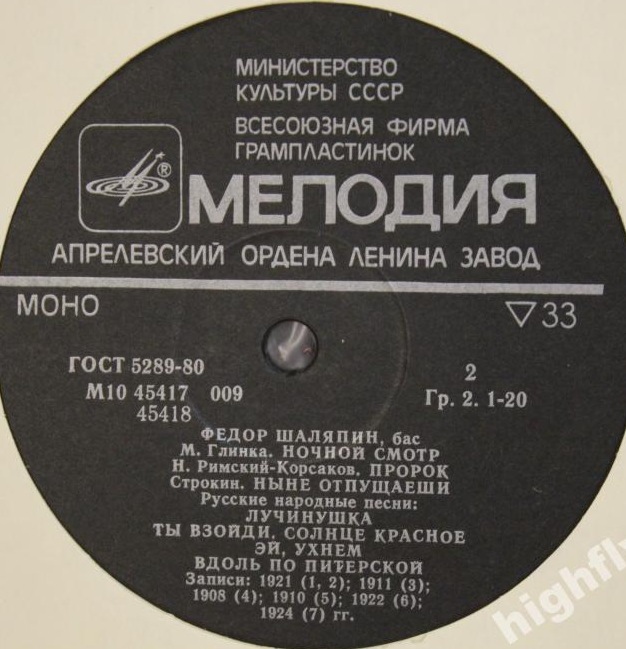 МИНИСТЕРСТВО
КУЛЬТУРЫ СССР
ВСЕСОЮЗНАЯ ФИРМА
ГРАМПЛАСТИНОК
®
МЕЛОДИЯ
АПРЕЛЕВСКИЙ ОРДЕНА ЛЕНИНА ЗАВОД
МОНО
▽33
ГОСТ 5289-80
М10 45417 009
45418
2
Гр. 2. 1-20
ФЕДОР ШАЛЯПИН, бас
М. Глинка. НОЧНОЙ СМОТР
Н. Римский-Корсаков. ПРОРОК
Строкин. НЫНЕ ОТПУЩАЕШИ
Русские народные песни:
ЛУЧИНУШКА
ТЫ ВЗОЙДИ, СОЛНЦЕ КРАСНОЕ
ЭЙ, УХНЕМ
ВДОЛЬ ПО ПИТЕРСКОЙ
Записи: 1921 (1, 2); 1911 (3);
1908 (4); 1910 (5); 1922 (6);
1924 (7) гг.
highfly